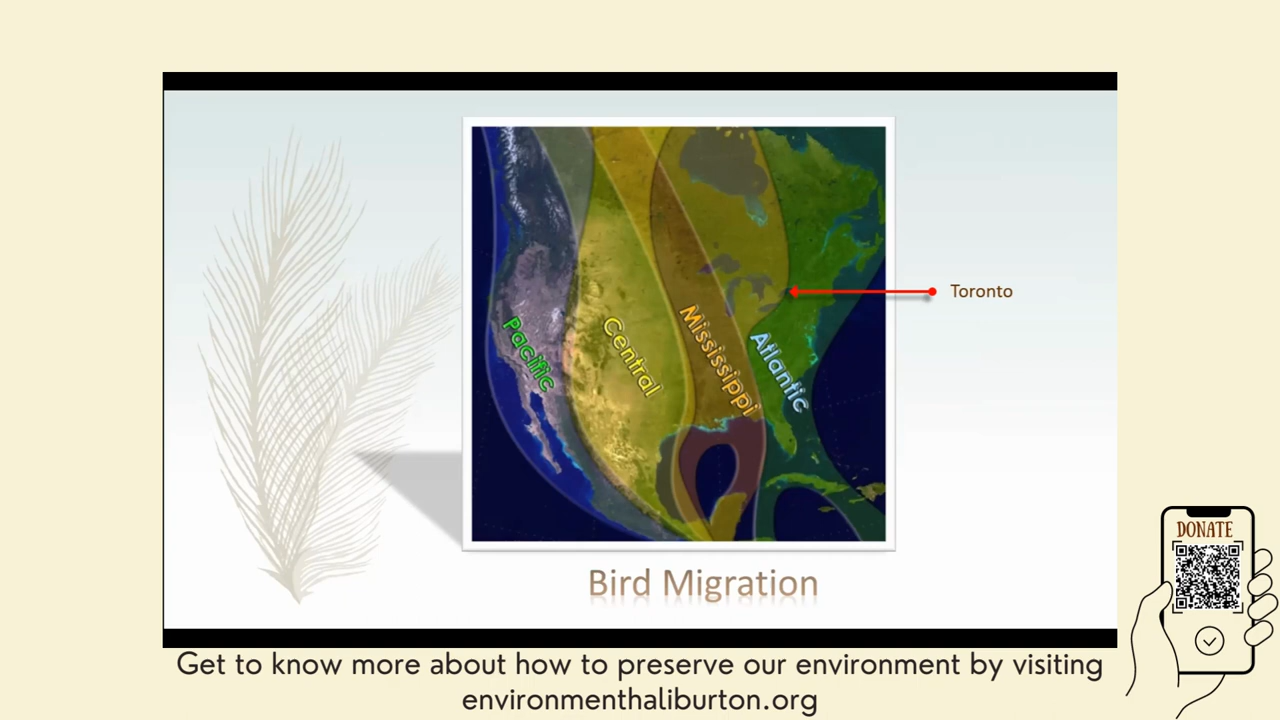 Pacific
Central
Mississippi
Atlantic
Toronto
Bird Migration
DONATE
Get to know more about how to preserve our environment by visiting
environmenthaliburton.org